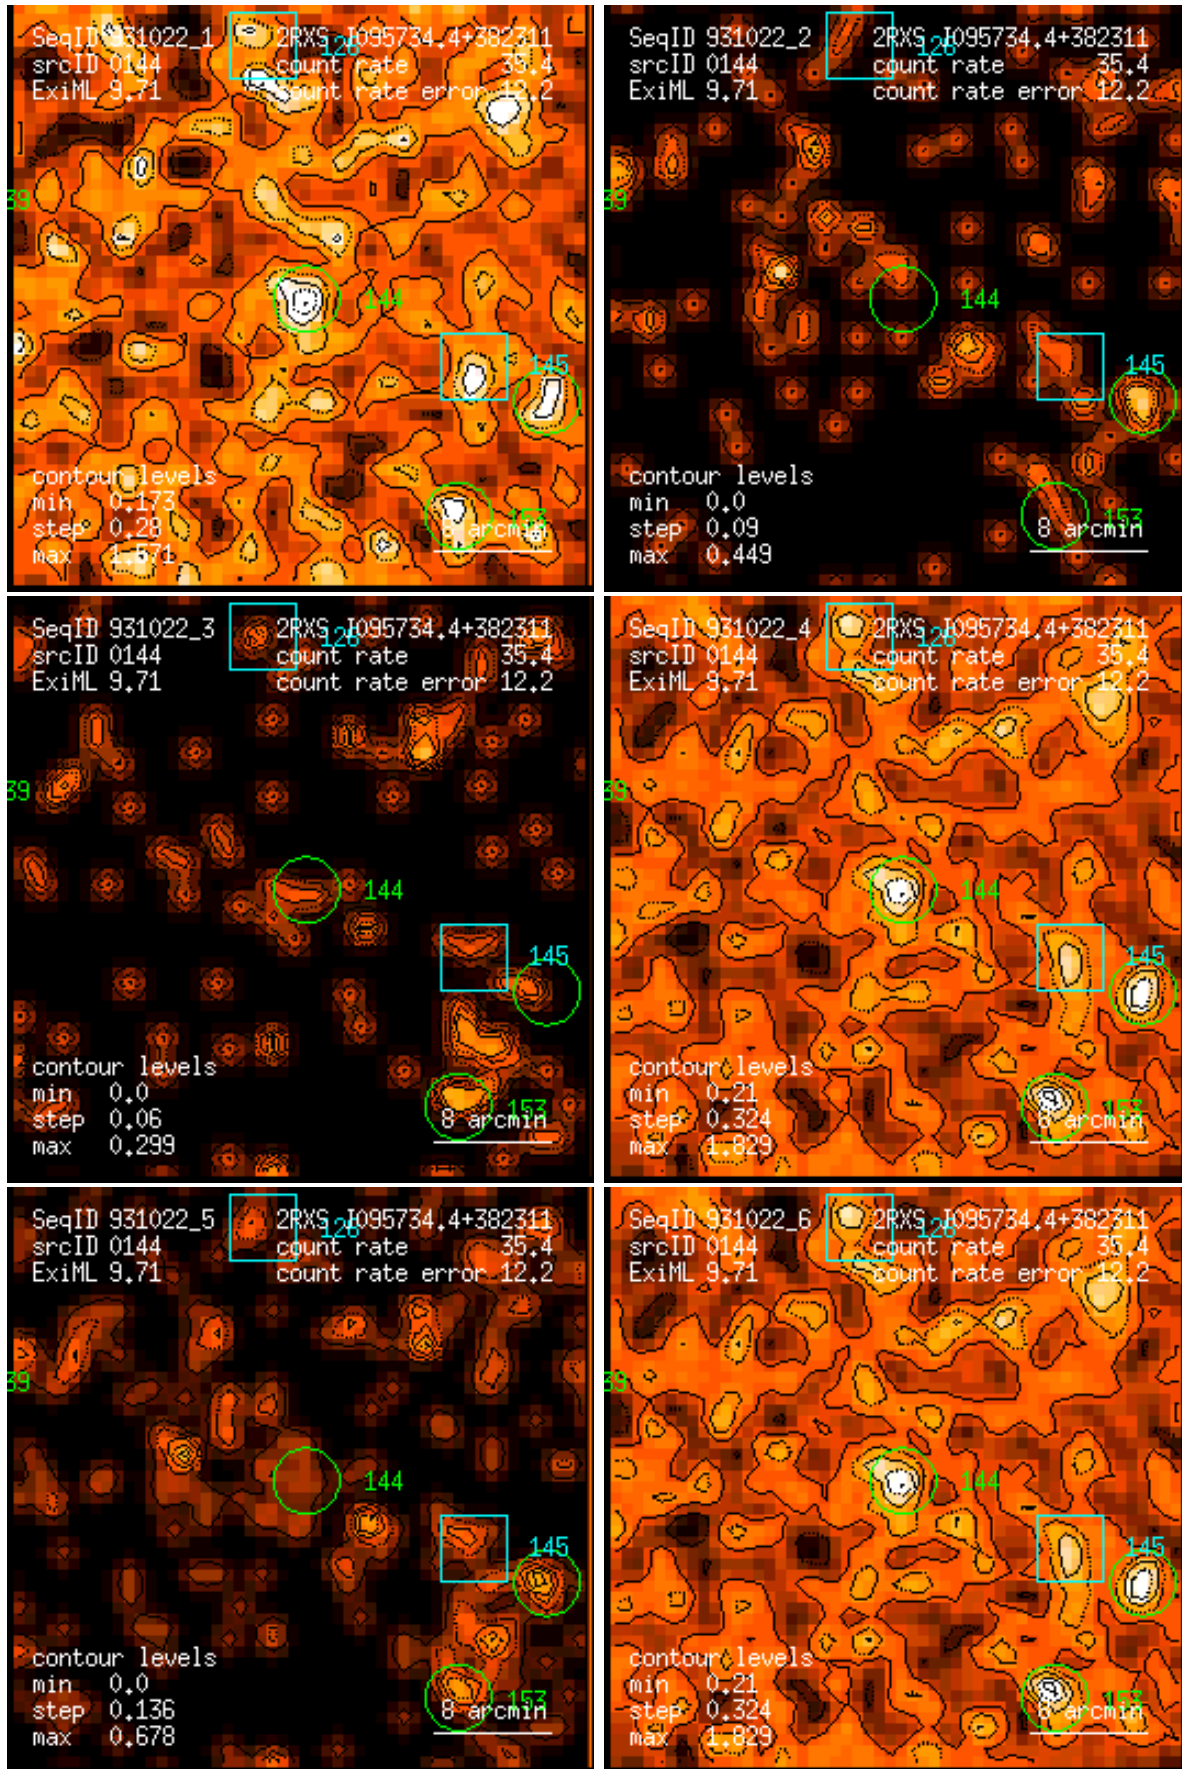 SeqID 931022_1 2RXS J095734.4+382311
128
srcID 0144 count rate 35.4
ExiML 9.71 count rate error 12.2
39
144
145
contour levels
min 0.173
step 0.28 153
8 arcmin
max 1.571
SeqID 931022_2 2RXS J095734.4+382311
128
srcID 0144 count rate 35.4
ExiML 9.71 count rate error 12.2
39
144
145
contour levels
min 0.0
step 0.09 153
8 arcmin
max 0.449
SeqID 931022_3 2RXS J095734.4+382311
128
srcID 0144 count rate 35.4
ExiML 9.71 count rate error 12.2
39
144
145
contour levels
min 0.0
step 0.06 153
8 arcmin
max 0.299
SeqID 931022_4 2RXS J095734.4+382311
128
srcID 0144 count rate 35.4
ExiML 9.71 count rate error 12.2
39
144
145
contour levels
min 0.21
step 0.324 153
8 arcmin
max 1.829
SeqID 931022_5 2RXS J095734.4+382311
128
srcID 0144 count rate 35.4
ExiML 9.71 count rate error 12.2
39
144
145
contour levels
min 0.0
step 0.136 153
8 arcmin
max 0.678
SeqID 931022_6 2RXS J095734.4+382311
128
srcID 0144 count rate 35.4
ExiML 9.71 count rate error 12.2
39
144
145
contour levels
min 0.21
step 0.324 153
8 arcmin
max 1.829